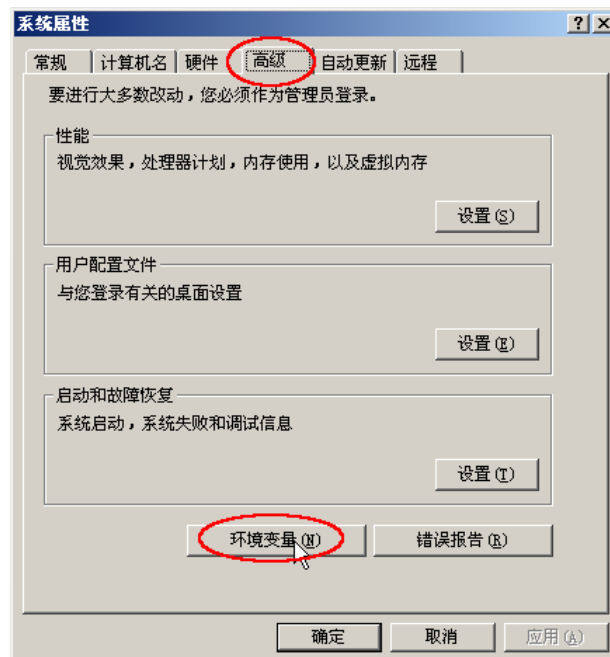 系统属性
常规 计算机名 硬件 高级 自动更新 远程
要进行大多数改动，您必须作为管理员登录。
性能
视觉效果，处理器计划，内存使用，以及虚拟内存
设置(S)
用户配置文件
与您登录有关的桌面设置
设置(E)
启动和故障恢复
系统启动，系统失败和调试信息
设置(T)
环境变量(N) 错误报告(R)
确定 取消 应用(A)